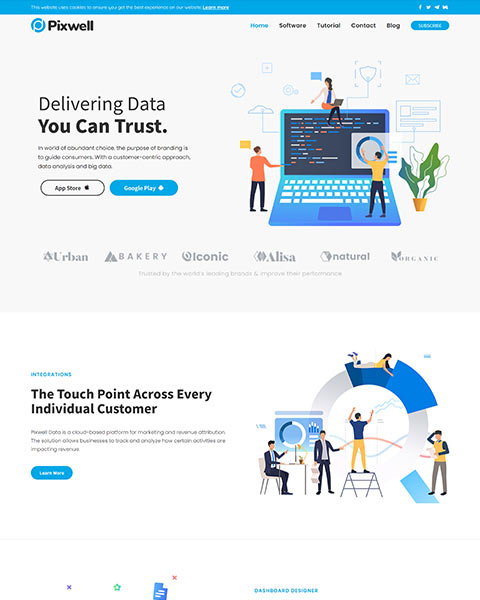 This website uses cookies to ensure you get the best experience on our website. Learn more
Pixwell
Home Software Tutorial Contact Blog SUBSCRIBE
Delivering Data
You Can Trust.
In world of abundant choice, the purpose of branding is
to guide consumers. With a customer-centric approach,
data analysis and big data.
App Store Google Play
Urban BAKERY Iconic Alisa natural ORGANIC
Trusted by the world's leading brands & improve their performance
INTEGRATIONS
The Touch Point Across Every
Individual Customer
Pixwell Data is a cloud-based platform for marketing and revenue attribution.
The solution allows businesses to track and analyze how certain activities are
impacting revenue.
Learn More
DASHBOARD DESIGNER